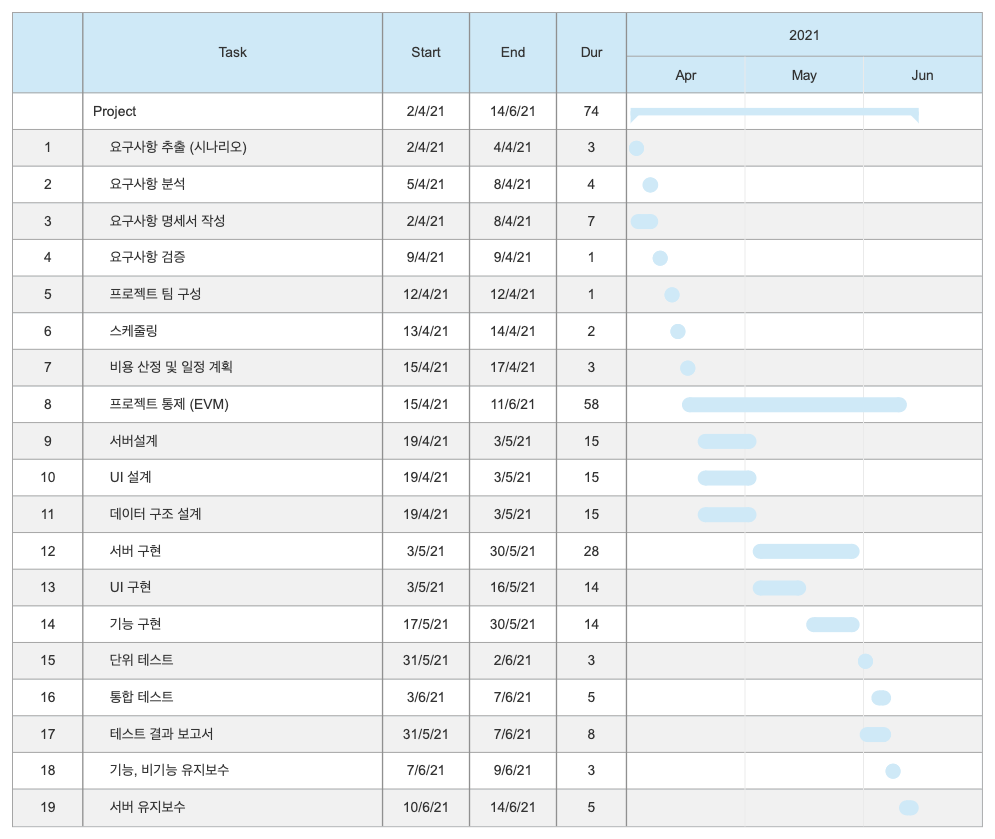 Task Start End Dur 2021
Apr May Jun
Project 2/4/21 14/6/21 74
1 요구사항 추출 (시나리오) 2/4/21 4/4/21 3
2 요구사항 분석 5/4/21 8/4/21 4
3 요구사항 명세서 작성 2/4/21 8/4/21 7
4 요구사항 검증 9/4/21 9/4/21 1
5 프로젝트 팀 구성 12/4/21 12/4/21 1
6 스케줄링 13/4/21 14/4/21 2
7 비용 산정 및 일정 계획 15/4/21 17/4/21 3
8 프로젝트 통제 (EVM) 15/4/21 11/6/21 58
9 서버설계 19/4/21 3/5/21 15
10 UI 설계 19/4/21 3/5/21 15
11 데이터 구조 설계 19/4/21 3/5/21 15
12 서버 구현 3/5/21 30/5/21 28
13 UI 구현 3/5/21 16/5/21 14
14 기능 구현 17/5/21 30/5/21 14
15 단위 테스트 31/5/21 2/6/21 3
16 통합 테스트 3/6/21 7/6/21 5
17 테스트 결과 보고서 31/5/21 7/6/21 8
18 기능, 비기능 유지보수 7/6/21 9/6/21 3
19 서버 유지보수 10/6/21 14/6/21 5